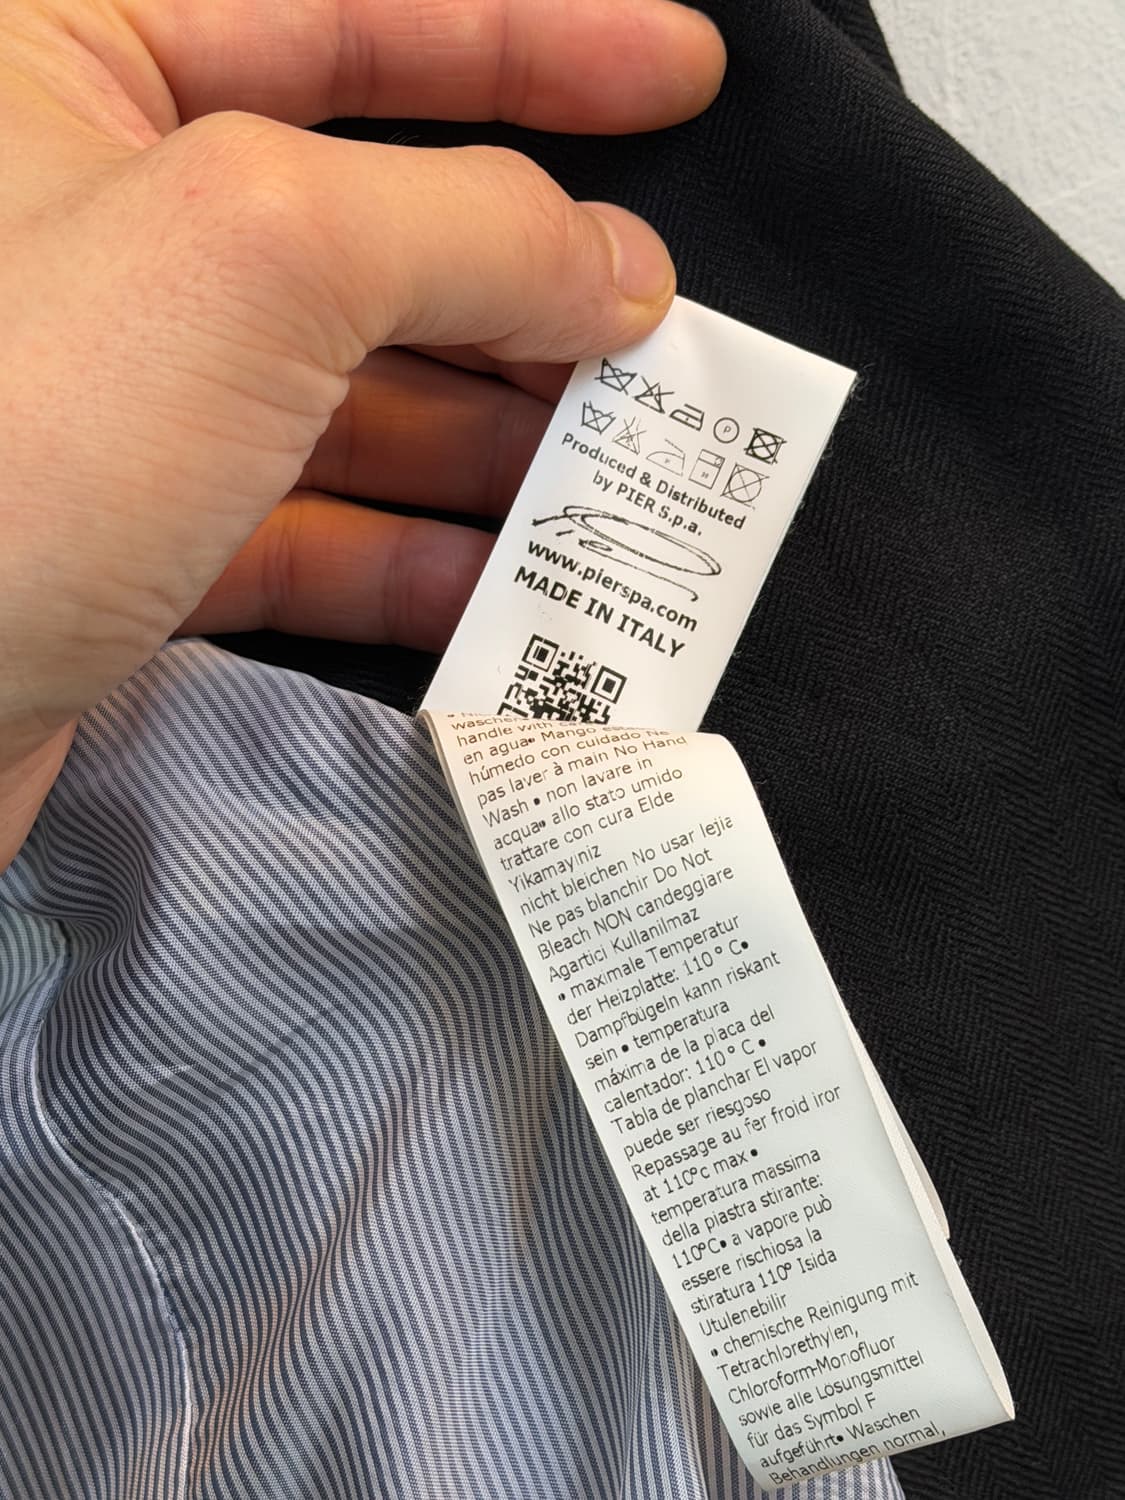 P
Produced & Distributed
by PIER S.p.a.
www.pierspa.com
MADE IN ITALY
handle with
en agua• Mango
húmedo con cuidado Ne
pas laver à main No Hand
Wash • non lavare in
acqua• allo stato umido
trattare con cura Elde
Yikamayiniz
nicht bleichen No usar lejia
Ne pas blanchir Do Not
Bleach NON candeggiare
Agartici Kullanilmaz
• maximale Temperatur
der Heizplatte: 110° C•
Dampfbügeln kann riskant
sein • temperatura
máxima de la placa del
calentador: 110° C•
Tabla de planchar El vapor
puede ser riesgoso
Repassage au fer froid iror
at 110°c max •
temperatura massima
della piastra stirante:
110°C• a vapore può
essere rischiosa la
stiratura 110° Isida
Utulenebilir
• chemische Reinigung mit
Tetrachlorethylen,
Chloroform-Monofluor
sowie alle Lösungsmittel
für das Symbol F
aufgeführt• Waschen
Behandlungen normal,